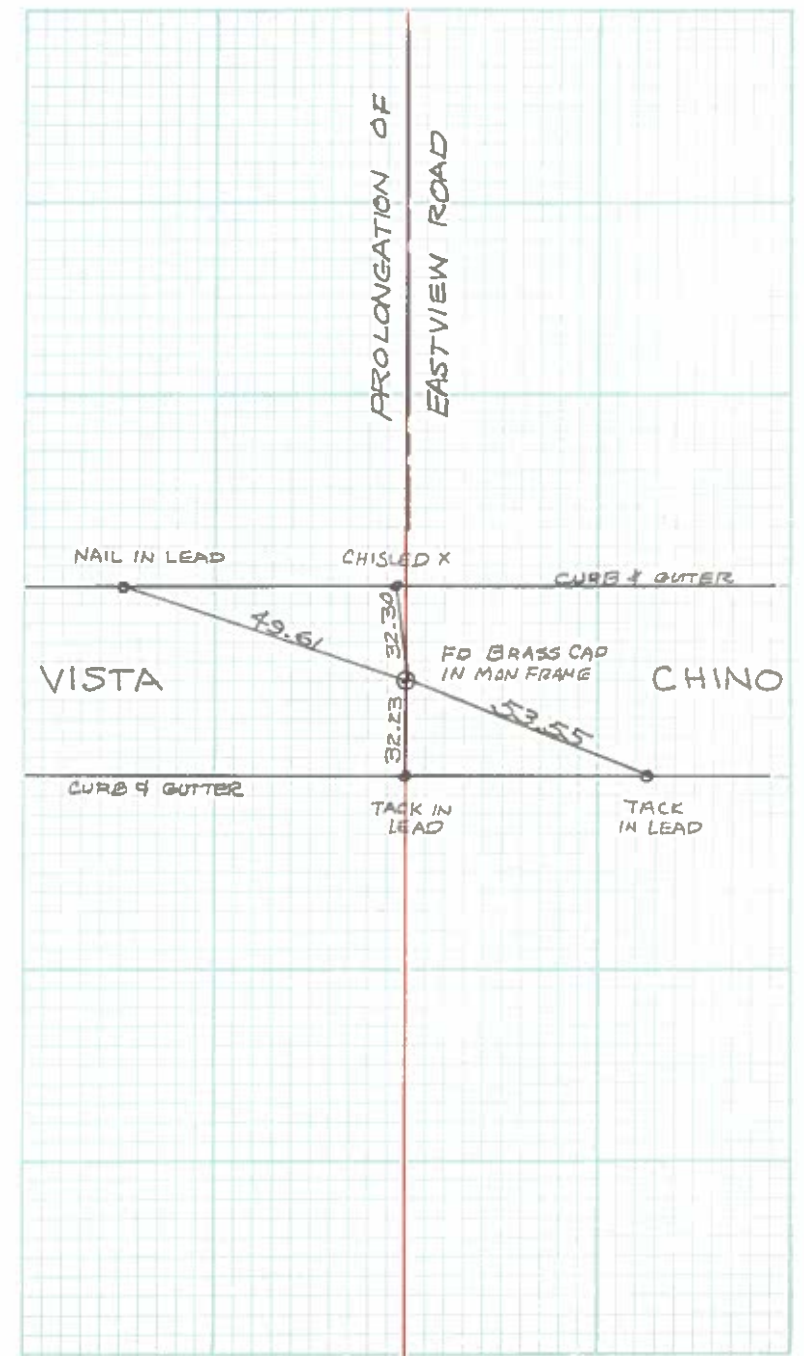 PROLONGATION OF
EASTVIEW ROAD
NAIL IN LEAD
CHISLED X
CURB & GUTTER
49.61
32.30
FD BRASS CAP
IN MON FRAME
VISTA
CHINO
32.23
53.55
CURB & GUTTER
TACK IN
LEAD
TACK
IN LEAD